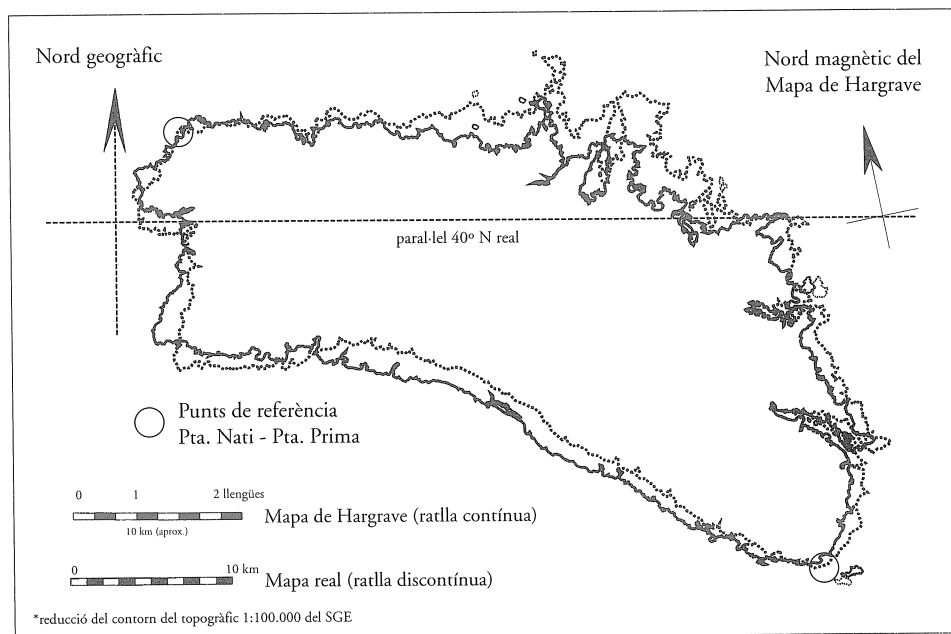 Nord geogràfic
Nord magnètic del
Mapa de Hargrave
paral·lel 40º N real
Punts de referència
Pta. Nati - Pta. Prima
0 1 2 llengües
10 km (aprox.)
Mapa de Hargrave (ratlla contínua)
0 10 km
Mapa real (ratlla discontínua)
*reducció del contorn del topogràfic 1:100.000 del SGE